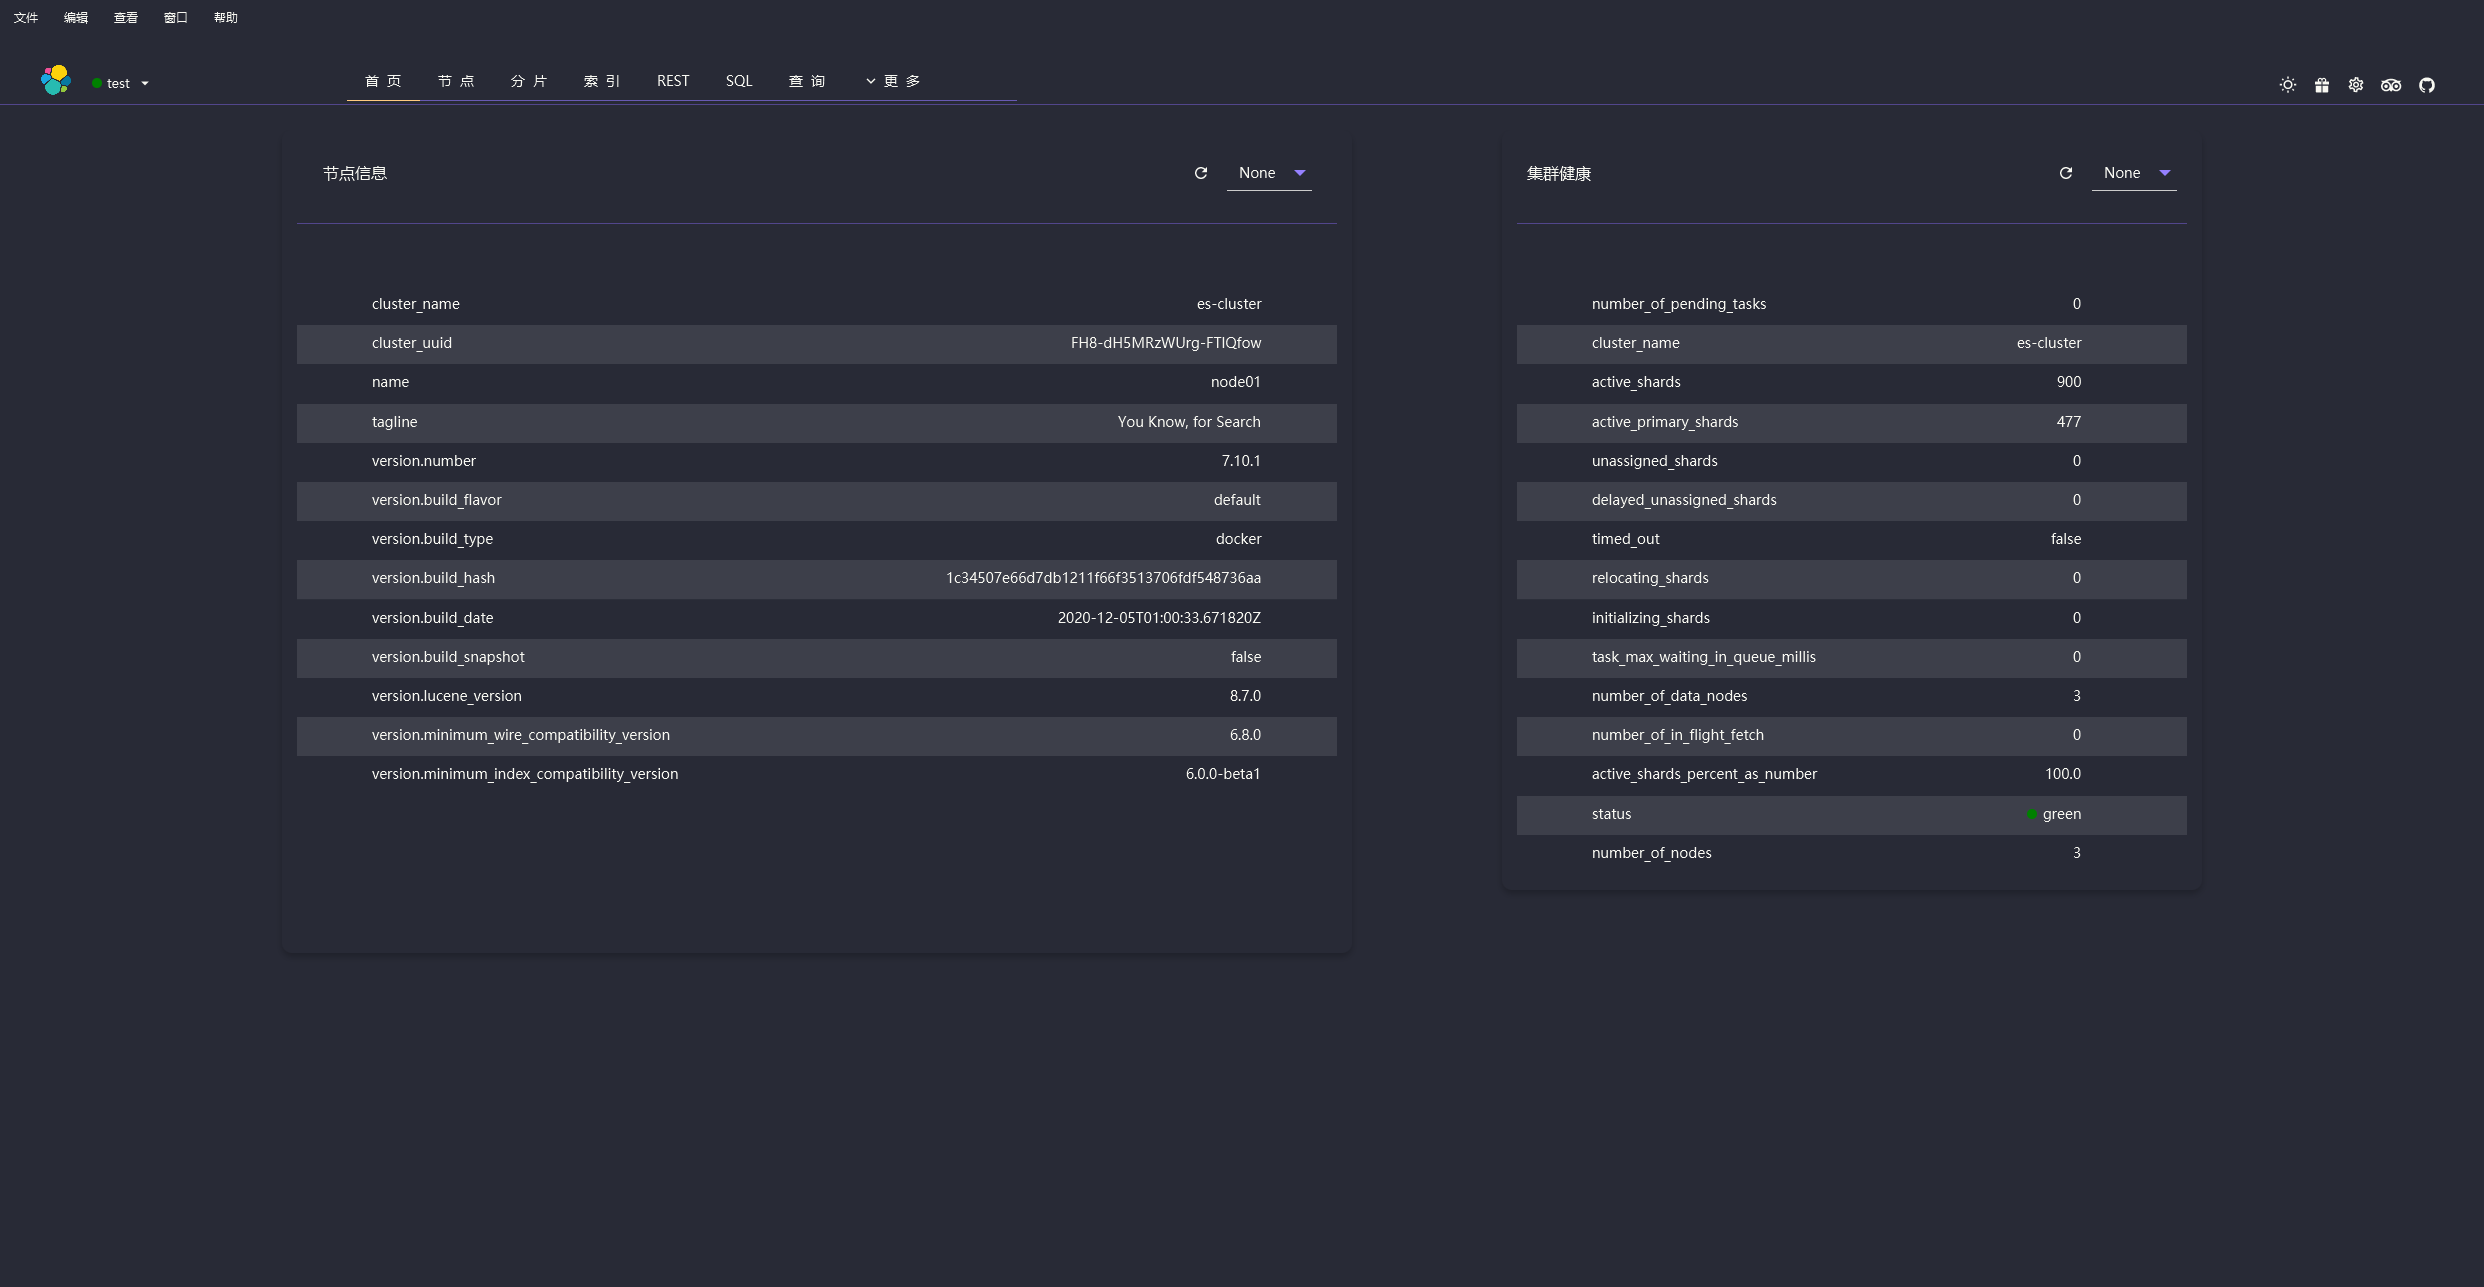 文件 编辑 查看 窗口 帮助
test 首页 节点 分片 索引 REST SQL 查询 更多
节点信息 None
cluster_name es-cluster
cluster_uuid FH8-dH5MRzWUrg-FTIQfow
name node01
tagline You Know, for Search
version.number 7.10.1
version.build_flavor default
version.build_type docker
version.build_hash 1c34507e66d7db1211f66f3513706fdf548736aa
version.build_date 2020-12-05T01:00:33.671820Z
version.build_snapshot false
version.lucene_version 8.7.0
version.minimum_wire_compatibility_version 6.8.0
version.minimum_index_compatibility_version 6.0.0-beta1
集群健康 None
number_of_pending_tasks 0
cluster_name es-cluster
active_shards 900
active_primary_shards 477
unassigned_shards 0
delayed_unassigned_shards 0
timed_out false
relocating_shards 0
initializing_shards 0
task_max_waiting_in_queue_millis 0
number_of_data_nodes 3
number_of_in_flight_fetch 0
active_shards_percent_as_number 100.0
status green
number_of_nodes 3